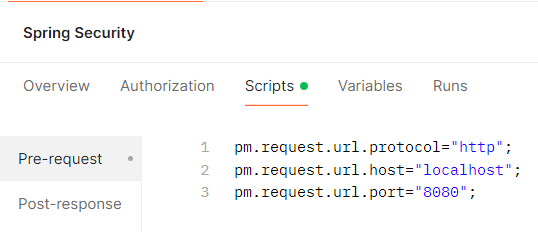 Spring Security
Overview Authorization Scripts Variables Runs
Pre-request
Post-response
1 pm.request.url.protocol="http";
2 pm.request.url.host="localhost";
3 pm.request.url.port="8080";